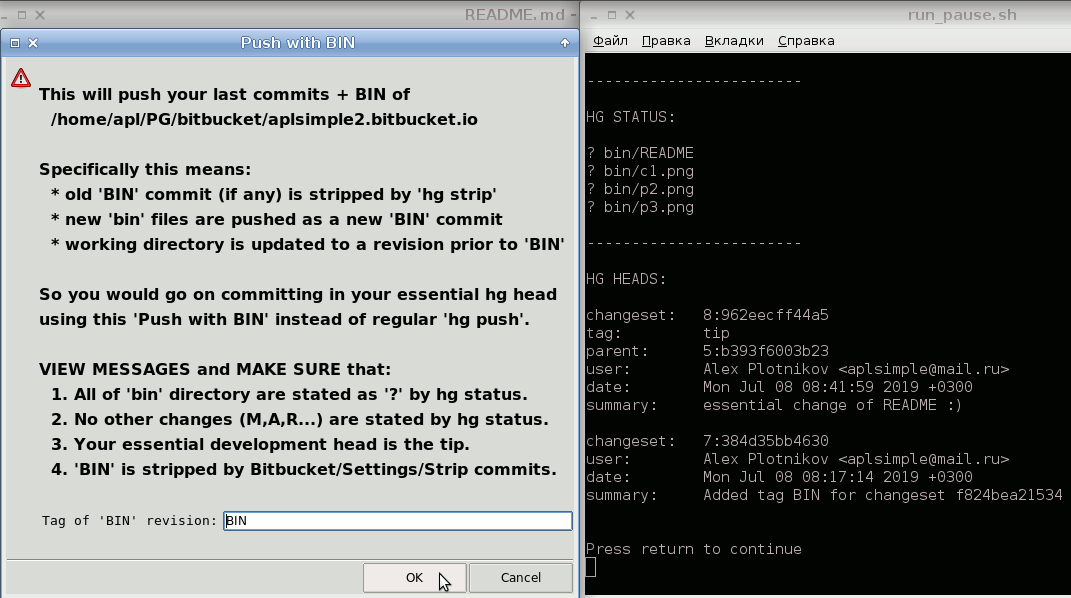 README.md -
Push with BIN
This will push your last commits + BIN of
/home/apl/PG/bitbucket/aplsimple2.bitbucket.io
Specifically this means:
* old 'BIN' commit (if any) is stripped by 'hg strip'
* new 'bin' files are pushed as a new 'BIN' commit
* working directory is updated to a revision prior to 'BIN'
So you would go on committing in your essential hg head
using this 'Push with BIN' instead of regular 'hg push'.
VIEW MESSAGES and MAKE SURE that:
1. All of 'bin' directory are stated as '?' by hg status.
2. No other changes (M,A,R...) are stated by hg status.
3. Your essential development head is the tip.
4. 'BIN' is stripped by Bitbucket/Settings/Strip commits.
Tag of 'BIN' revision: BIN
OK Cancel
run_pause.sh
Файл Правка Вкладки Справка
------------------------
HG STATUS:
? bin/README
? bin/c1.png
? bin/p2.png
? bin/p3.png
------------------------
HG HEADS:
changeset: 8:962eecff44a5
tag: tip
parent: 5:b393f6003b23
user: Alex Plotnikov <aplsimple@mail.ru>
date: Mon Jul 08 08:41:59 2019 +0300
summary: essential change of README :)
changeset: 7:384d35bb4630
user: Alex Plotnikov <aplsimple@mail.ru>
date: Mon Jul 08 08:17:14 2019 +0300
summary: Added tag BIN for changeset f824bea21534
Press return to continue